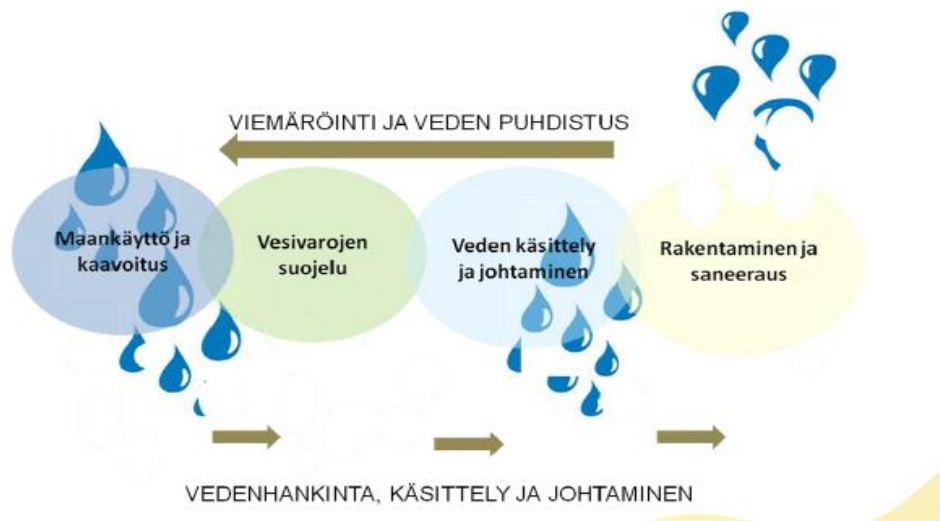 VIEMÄRÖINTI JA VEDEN PUHDISTUS
Maankäyttö ja
kaavoitus
Vesivarojen
suojelu
Veden käsittely
ja johtaminen
Rakentaminen ja
saneeraus
VEDENHANKINTA, KÄSITTELY JA JOHTAMINEN